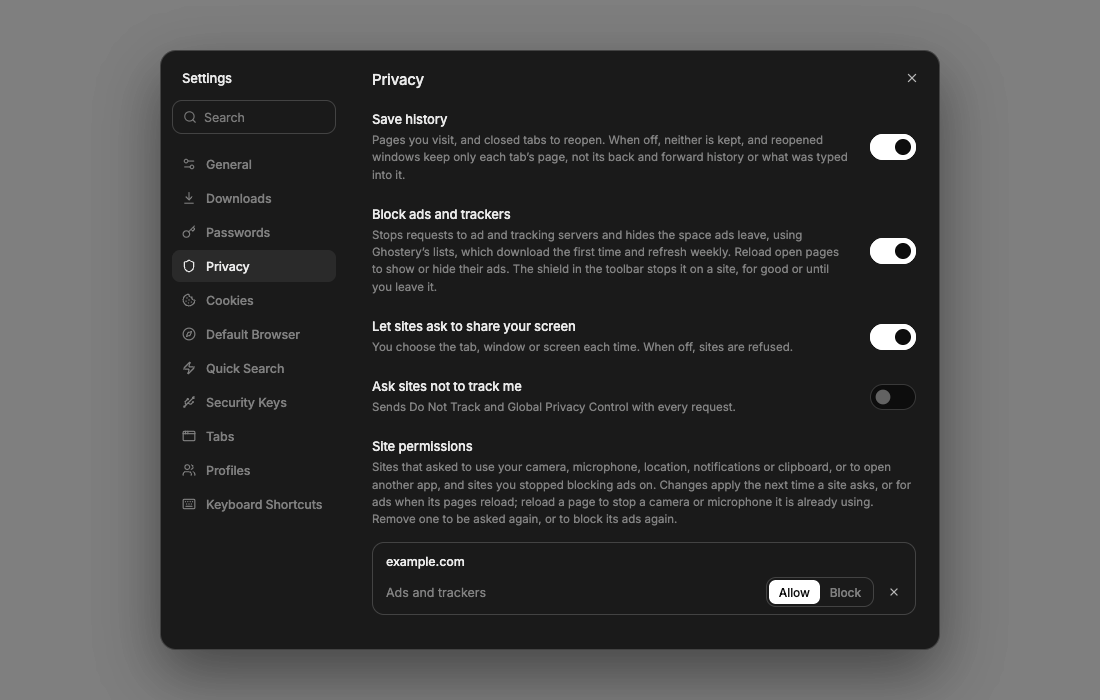 Settings
Search
General
Downloads
Passwords
Privacy
Cookies
Default Browser
Quick Search
Security Keys
Tabs
Profiles
Keyboard Shortcuts
Privacy
Save history
Pages you visit, and closed tabs to reopen. When off, neither is kept, and reopened
windows keep only each tab’s page, not its back and forward history or what was typed
into it.
Block ads and trackers
Stops requests to ad and tracking servers and hides the space ads leave, using
Ghostery’s lists, which download the first time and refresh weekly. Reload open pages
to show or hide their ads. The shield in the toolbar stops it on a site, for good or until
you leave it.
Let sites ask to share your screen
You choose the tab, window or screen each time. When off, sites are refused.
Ask sites not to track me
Sends Do Not Track and Global Privacy Control with every request.
Site permissions
Sites that asked to use your camera, microphone, location, notifications or clipboard, or to open
another app, and sites you stopped blocking ads on. Changes apply the next time a site asks, or for
ads when its pages reload; reload a page to stop a camera or microphone it is already using.
Remove one to be asked again, or to block its ads again.
example.com
Ads and trackers
Allow
Block